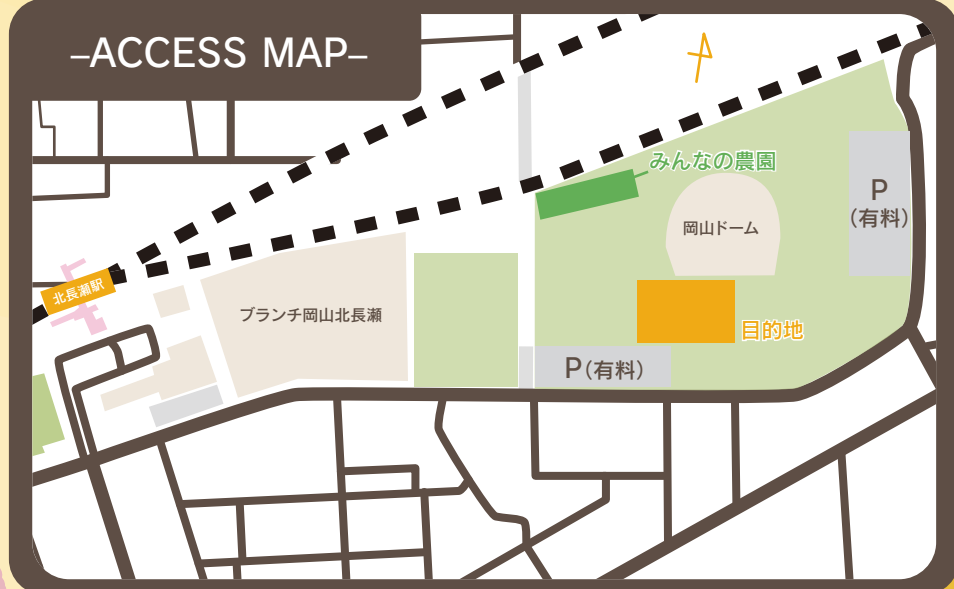 –ACCESS MAP–
みんなの農園
P
(有料)
岡山ドーム
北長瀬駅
ブランチ岡山北長瀬
目的地
P(有料)